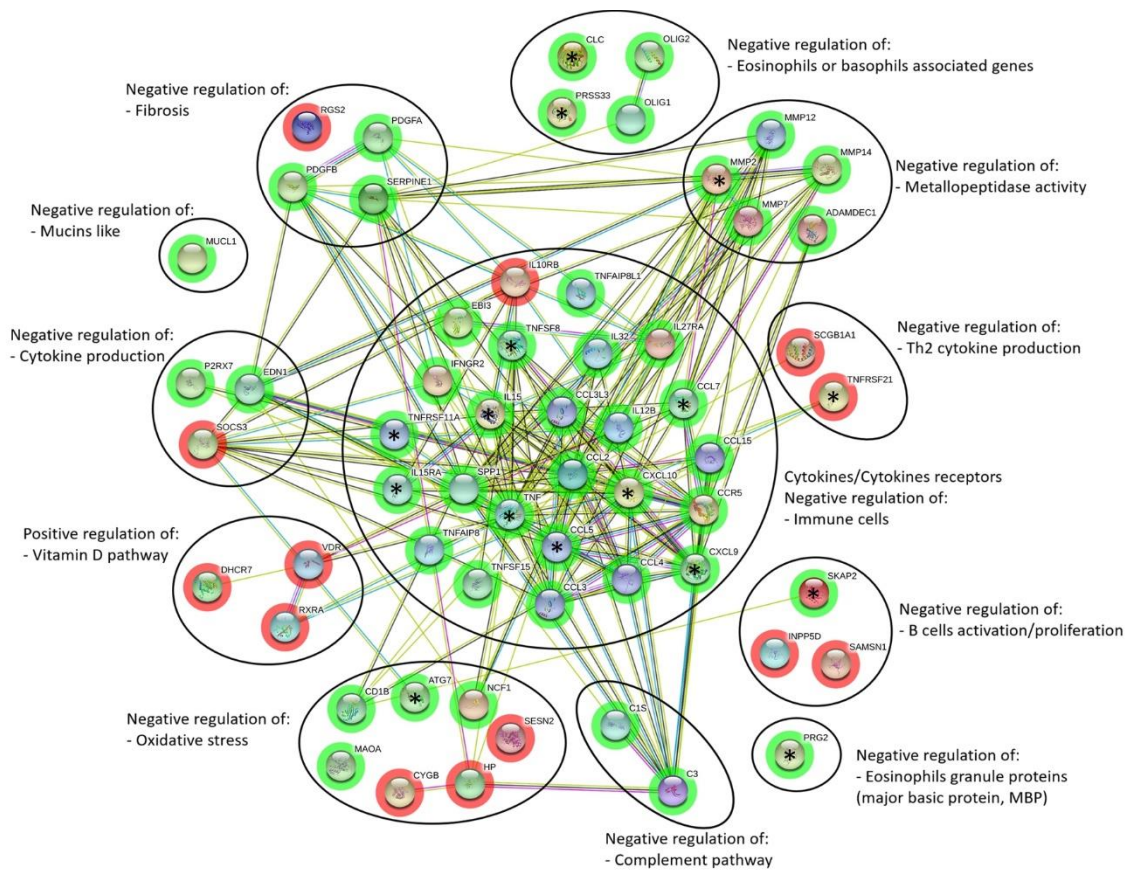 CLC
OLIG2
PRSS33
*
*
OLIG1
Negative regulation of:
- Eosinophils or basophils associated genes
Negative regulation of:
- Fibrosis
RGS2
PDGFA
PDGFB
SERPINE1
MMP12
MMP2
*
MMP14
MMP7
ADAMDEC1
Negative regulation of:
- Metallopeptidase activity
Negative regulation of:
- Mucins like
MUCL1
IL10RB
TNFAIP8L1
EBI3
TNFSF8
*
IL32
IL27RA
IFNGR2
IL15
*
CCL3L3
IL12B
CCL7
*
TNFRSF11A
*
CCL15
IL15RA
*
SPP1
CCL2
CXCL10
*
TNF
*
CCR5
CCL5
*
TNFAIP8
TNFSF15
CCL3
CCL4
CXCL9
*
Negative regulation of:
- Cytokine production
P2RX7
EDN1
SOCS3
SCGB1A1
TNFRSF21
*
Negative regulation of:
- Th2 cytokine production
Cytokines/Cytokines receptors
Negative regulation of:
- Immune cells
Positive regulation of:
- Vitamin D pathway
VDR
DHCR7
RXRA
SKAP2
*
INPP5D
SAMSN1
Negative regulation of:
- B cells activation/proliferation
Negative regulation of:
- Oxidative stress
CD1B
ATG7
*
NCF1
SESN2
MAOA
CYGB
HP
C1S
C3
Negative regulation of:
- Complement pathway
PRG2
*
Negative regulation of:
- Eosinophils granule proteins
(major basic protein, MBP)